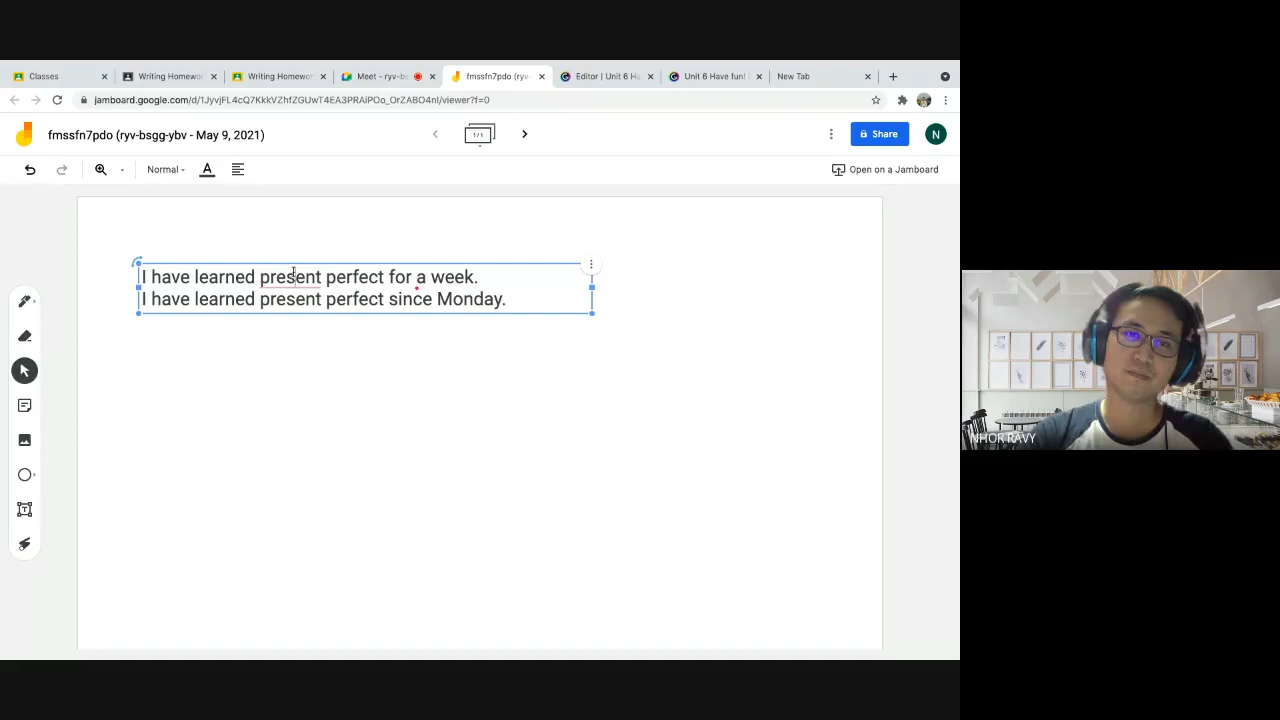 Classes
Writing Homewo
Writing Homewo
Meet - ryv-bs
fmssfn7pdo (ryv-
Editor | Unit 6 Ha
Unit 6 Have fun!
New Tab
jamboard.google.com/d/1JyvjFL4cQ7KkkVZhfZGUwT4EA3PRAiPOo_OrZABO4nI/viewer?f=0
fmssfn7pdo (ryv-bsgg-ybv - May 9, 2021)
1/1
Share
N
Normal
Open on a Jamboard
I have learned present perfect for a week.
I have learned present perfect since Monday.
NHOR RAVY